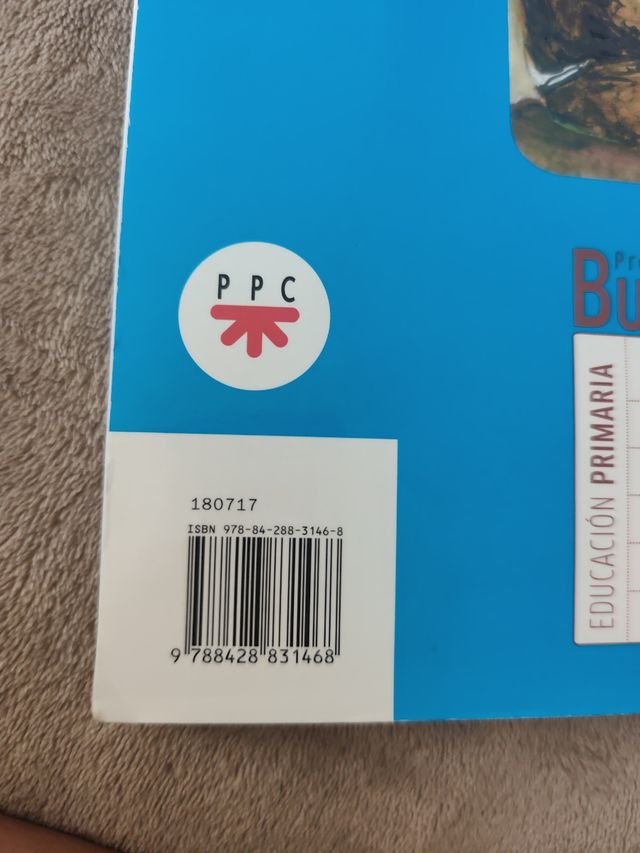 PPC
180717
ISBN 978-84-288-3146-8
9 788428 831468
EDUCACIÓN PRIMARIA